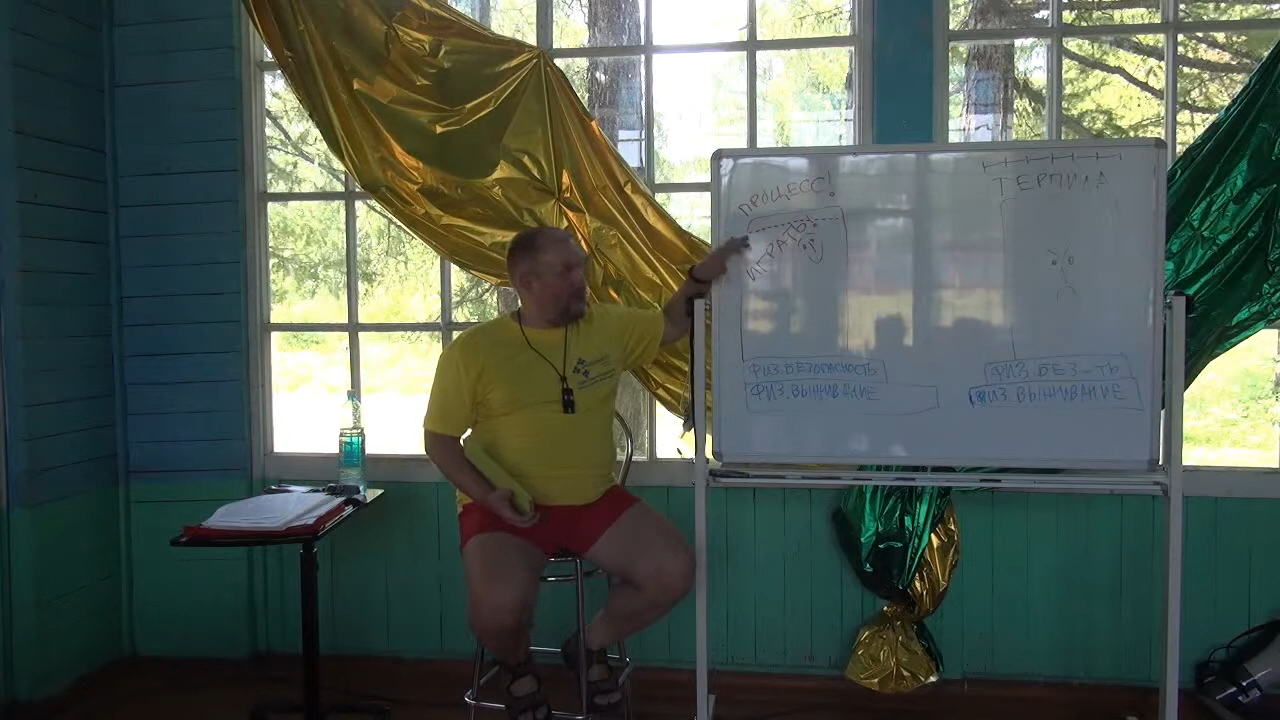 ПРОЦЕСС!
ИГРАТЬ!
ФИЗ.БЕЗОПАСНОСТЬ
ФИЗ.ВЫЖИВАНИЕ
ТЕРПИЛА
ФИЗ.БЕЗ-ТЬ
ФИЗ.ВЫЖИВАНИЕ